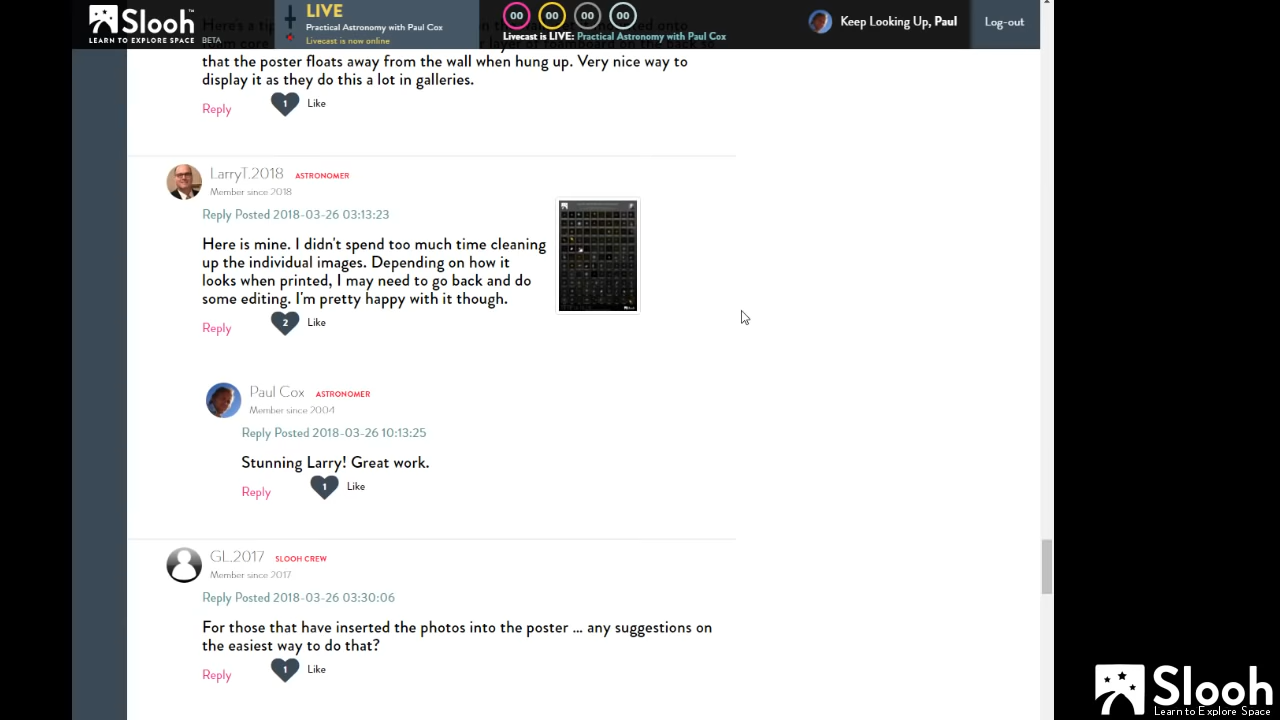 Slooh™
LEARN TO EXPLORE SPACE BETA
LIVE
Practical Astronomy with Paul Cox
Livecast is now online
00 00 00 00
Livecast is LIVE: Practical Astronomy with Paul Cox
Keep Looking Up, Paul
Log-out
that the poster floats away from the wall when hung up. Very nice way to
display it as they do this a lot in galleries.
Reply 1 Like
LarryT.2018 ASTRONOMER
Member since 2018
Reply Posted 2018-03-26 03:13:23
Here is mine. I didn't spend too much time cleaning
up the individual images. Depending on how it
looks when printed, I may need to go back and do
some editing. I'm pretty happy with it though.
Reply 2 Like
Paul Cox ASTRONOMER
Member since 2004
Reply Posted 2018-03-26 10:13:25
Stunning Larry! Great work.
Reply 1 Like
GL.2017 SLOOH CREW
Member since 2017
Reply Posted 2018-03-26 03:30:06
For those that have inserted the photos into the poster ... any suggestions on
the easiest way to do that?
Reply 1 Like
Slooh
Learn to Explore Space